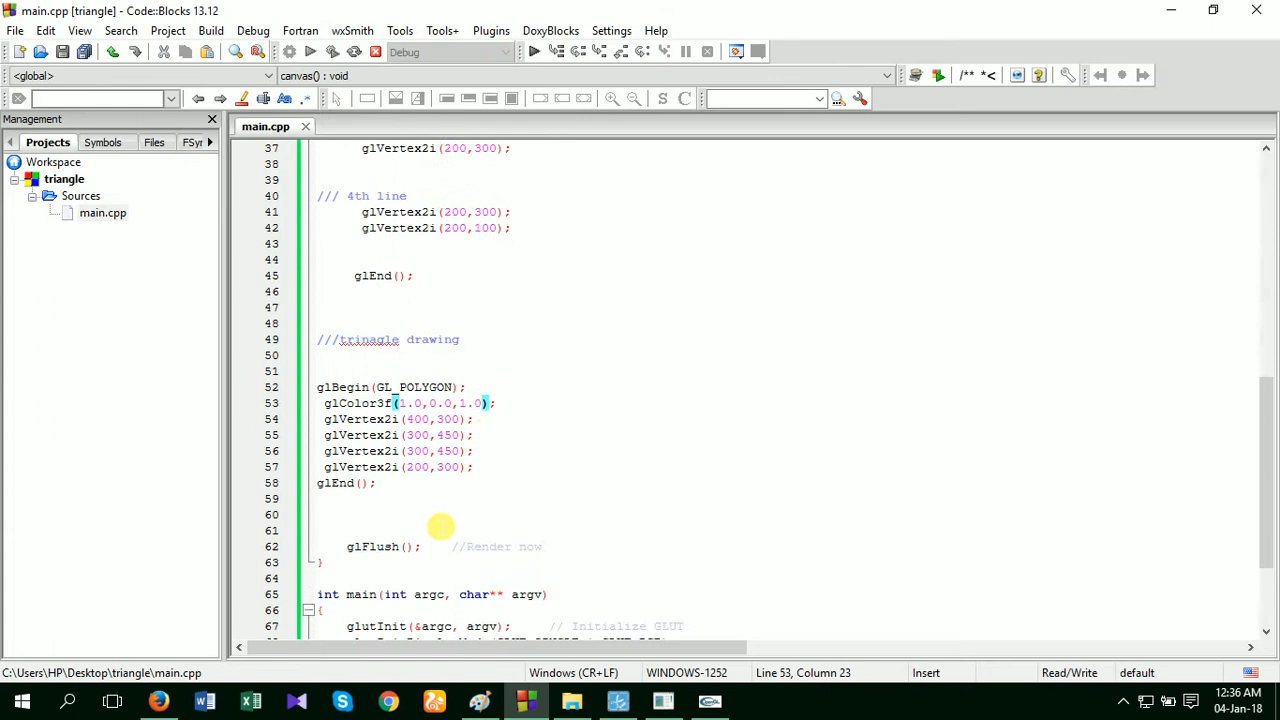 main.cpp [triangle] - Code::Blocks 13.12
File Edit View Search Project Build Debug Fortran wxSmith Tools Tools+ Plugins DoxyBlocks Settings Help
Debug
<global> canvas() : void
/** *<
S C
Management
main.cpp
Projects Symbols Files FSy
Workspace
triangle
Sources
main.cpp
37 glVertex2i(200,300);
38
39
40 /// 4th line
41 glVertex2i(200,300);
42 glVertex2i(200,100);
43
44
45 glEnd();
46
47
48
49 ///trinagle drawing
50
51
52 glBegin(GL_POLYGON);
53 glColor3f(1.0,0.0,1.0);
54 glVertex2i(400,300);
55 glVertex2i(300,450);
56 glVertex2i(300,450);
57 glVertex2i(200,300);
58 glEnd();
59
60
61
62 glFlush(); //Render now
63 }
64
65 int main(int argc, char** argv)
66 {
67 glutInit(&argc, argv); // Initialize GLUT
C:\Users\HP\Desktop\triangle\main.cpp Windows (CR+LF) WINDOWS-1252 Line 53, Column 23 Insert Read/Write default
12:36 AM
04-Jan-18